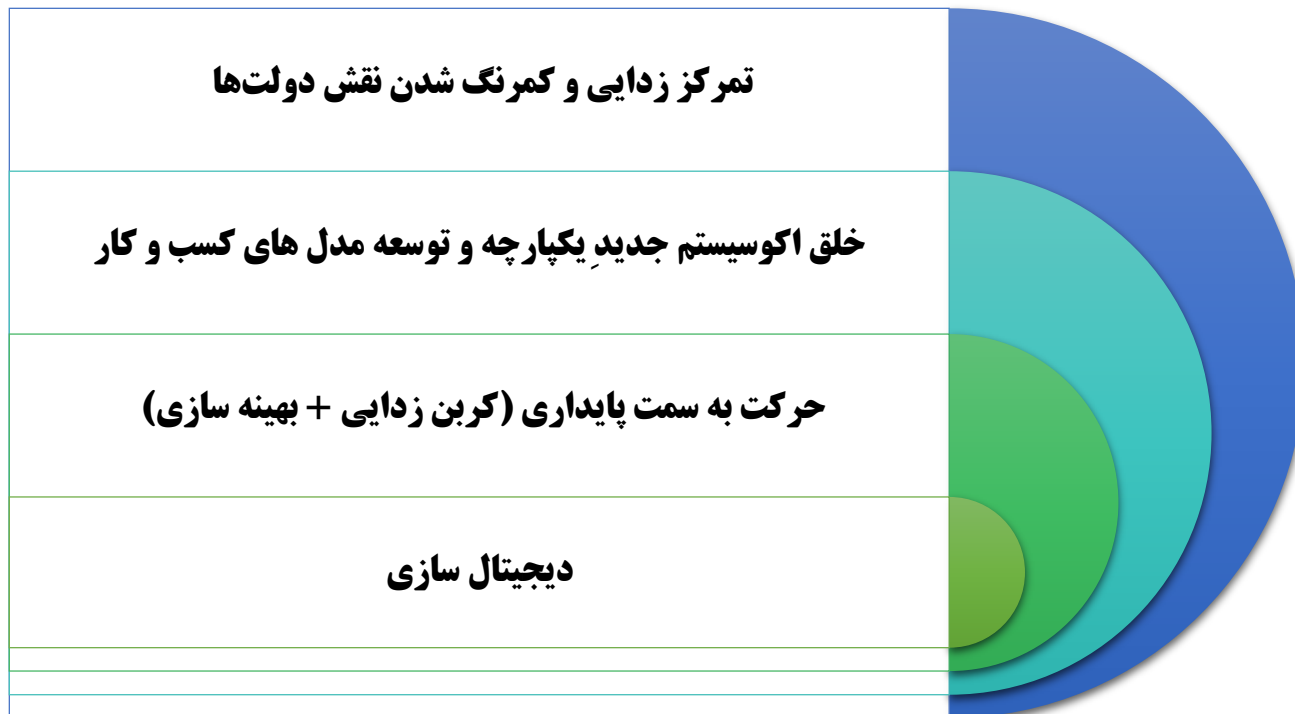 تمرکز زدایی و کمرنگ شدن نقش دولت‌ها
خلق اکوسیستم جدیدِ یکپارچه و توسعه مدل های کسب و کار
حرکت به سمت پایداری (کربن زدایی + بهینه سازی)
دیجیتال سازی